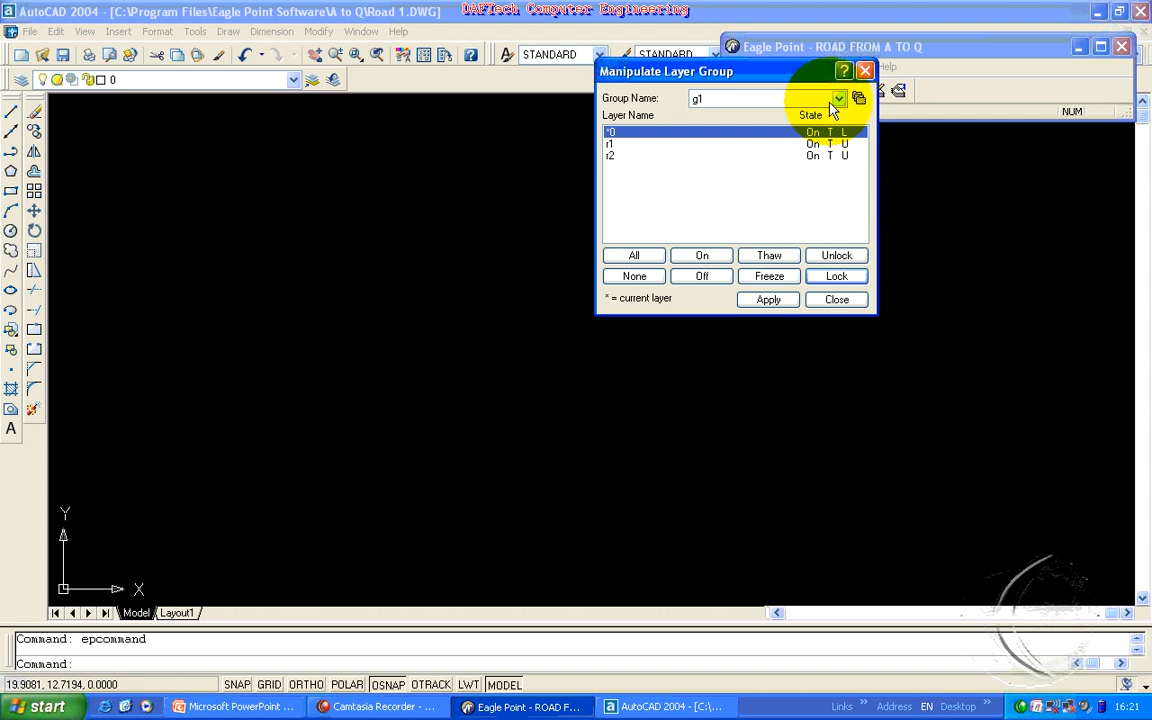 AutoCAD 2004 - [C:\Program Files\Eagle Point Software\A to Q\Road 1.DWG]
DAFTech Computer Engineering
File Edit View Insert Format Tools Draw Dimension Modify Window Help
STANDARD
STANDARD
Eagle Point - ROAD FROM A TO Q
Help
0
NUM
Manipulate Layer Group
Group Name: g1
Layer Name State
*0 On T L
r1 On T U
r2 On T U
All On Thaw Unlock
None Off Freeze Lock
* = current layer Apply Close
A
Y
X
Model Layout1
Command: epcommand
Command:
19.9081, 12.7194, 0.0000 SNAP GRID ORTHO POLAR OSNAP OTRACK LWT MODEL
start Microsoft PowerPoint ... Camtasia Recorder - ... Eagle Point - ROAD F... AutoCAD 2004 - [C:\... Links » Address EN Desktop » 16:21